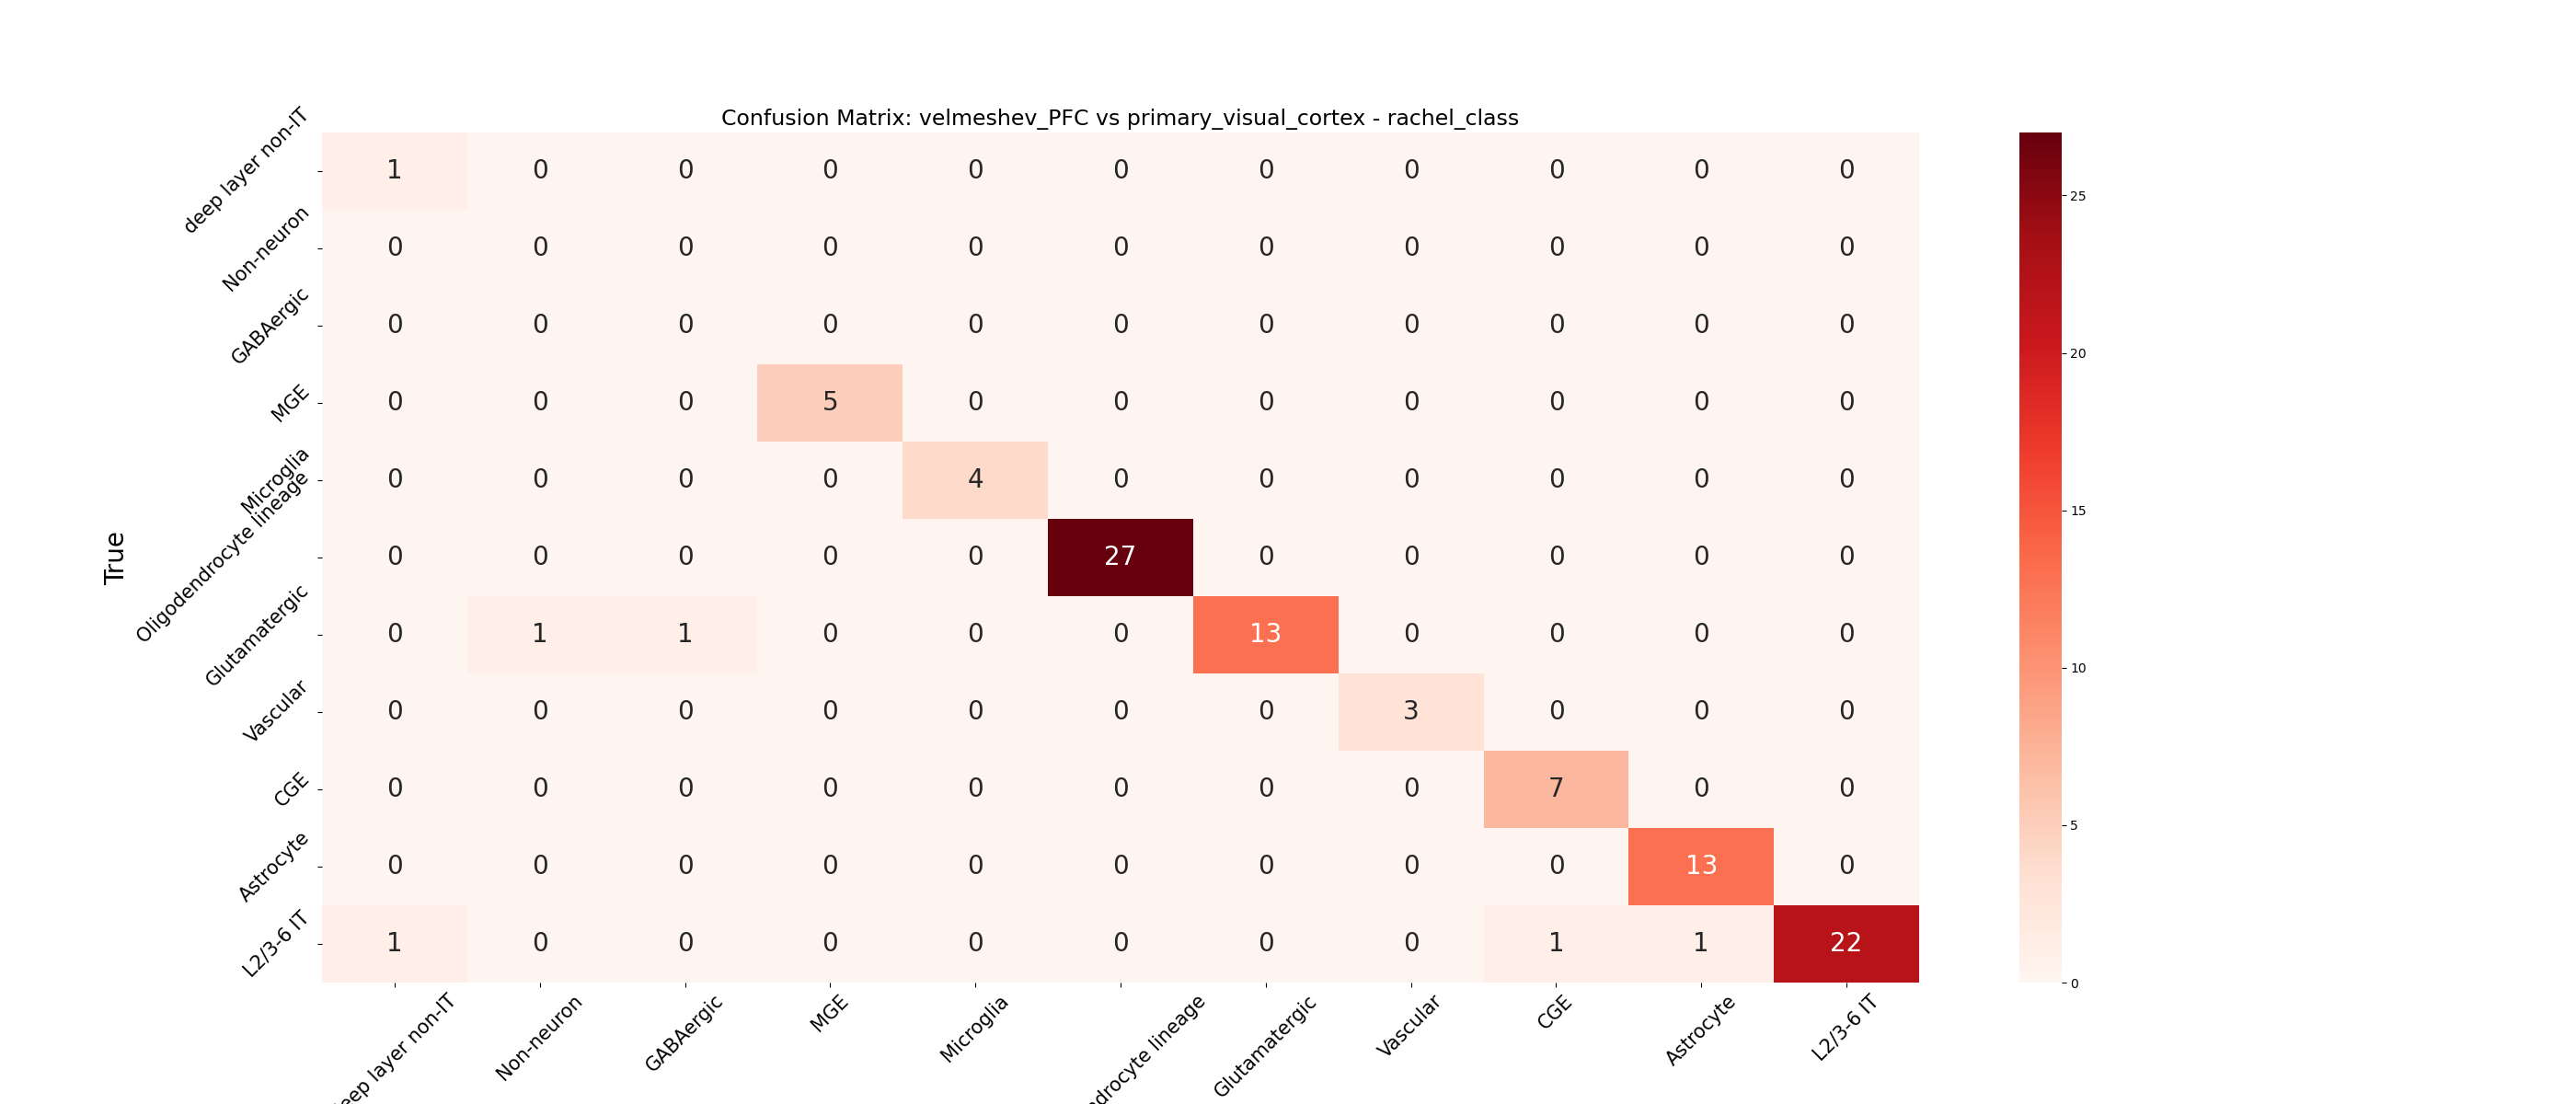 Confusion Matrix: velmeshev_PFC vs primary_visual_cortex - rachel_class
True
deep layer non-IT 1 0 0 0 0 0 0 0 0 0 0
Non-neuron 0 0 0 0 0 0 0 0 0 0 0
GABAergic 0 0 0 0 0 0 0 0 0 0 0
MGE 0 0 0 5 0 0 0 0 0 0 0
Microglia 0 0 0 0 4 0 0 0 0 0 0
Oligodendrocyte lineage 0 0 0 0 0 27 0 0 0 0 0
Glutamatergic 0 1 1 0 0 0 13 0 0 0 0
Vascular 0 0 0 0 0 0 0 3 0 0 0
CGE 0 0 0 0 0 0 0 0 7 0 0
Astrocyte 0 0 0 0 0 0 0 0 0 13 0
L2/3-6 IT 1 0 0 0 0 0 0 0 1 1 22
eep layer non-IT Non-neuron GABAergic MGE Microglia drocyte lineage Glutamatergic Vascular CGE Astrocyte L2/3-6 IT
25
20
15
10
5
0